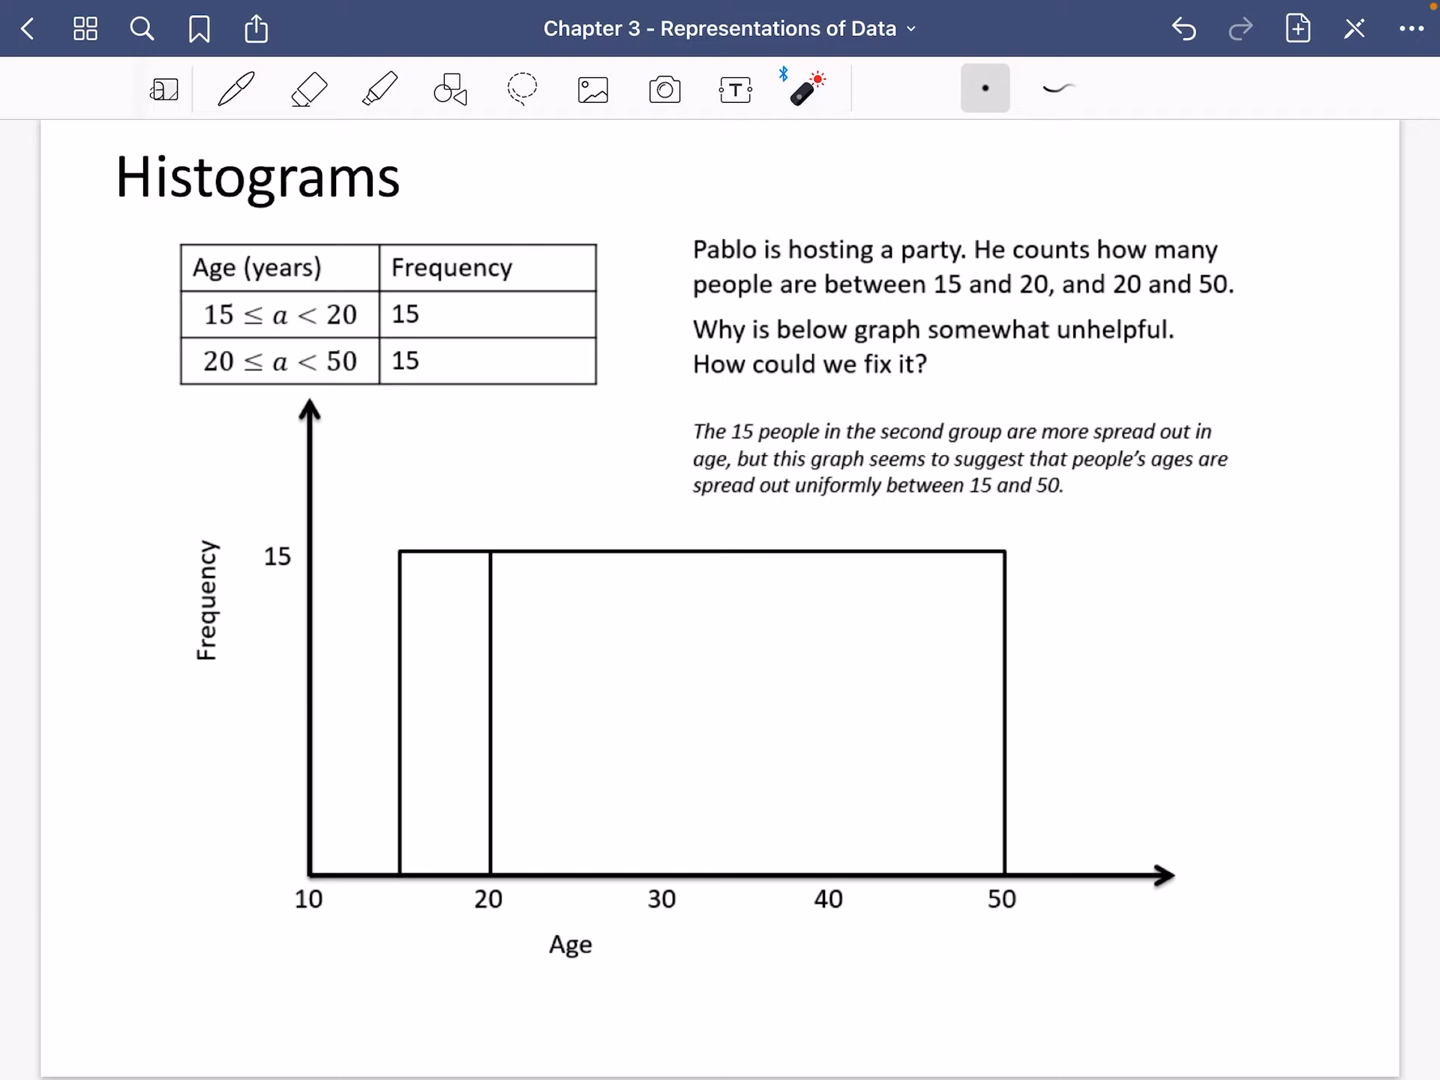 Chapter 3 - Representations of Data
Histograms
Age (years) Frequency
15 ≤ a < 20 15
20 ≤ a < 50 15
Pablo is hosting a party. He counts how many
people are between 15 and 20, and 20 and 50.
Why is below graph somewhat unhelpful.
How could we fix it?
The 15 people in the second group are more spread out in
age, but this graph seems to suggest that people's ages are
spread out uniformly between 15 and 50.
Frequency
15
10 20 30 40 50
Age